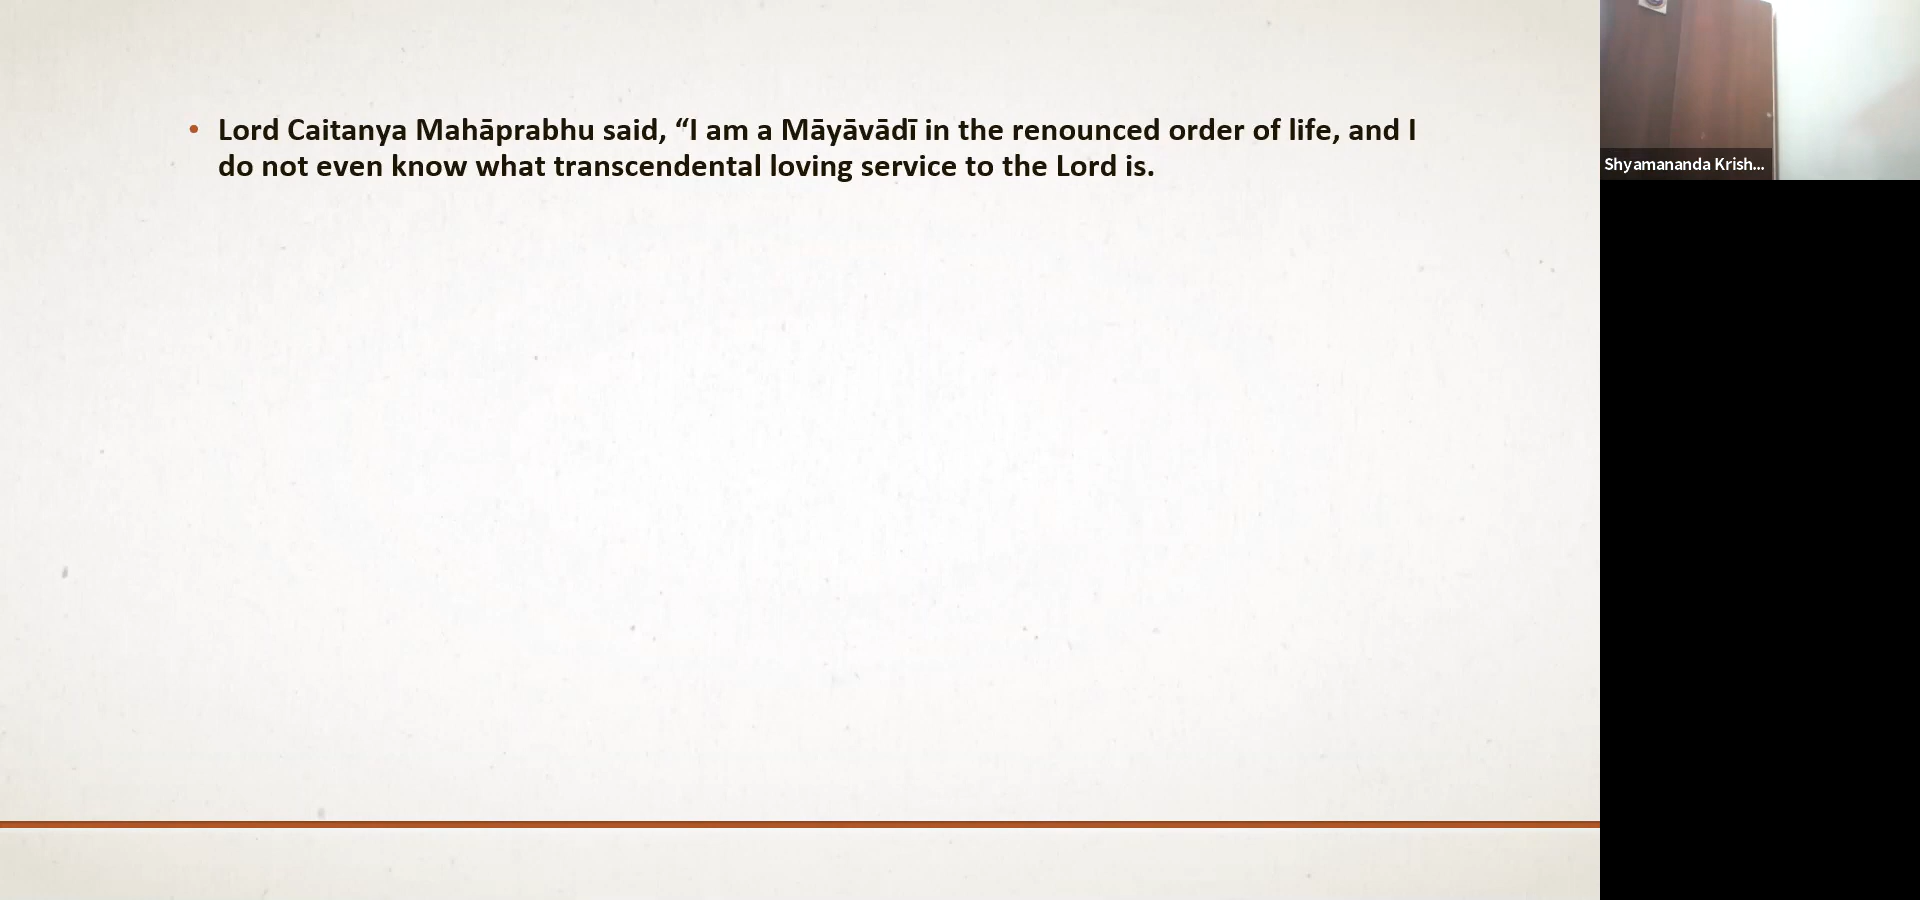 • Lord Caitanya Mahāprabhu said, “I am a Māyāvādī in the renounced order of life, and I
do not even know what transcendental loving service to the Lord is.
Shyamananda Krish...